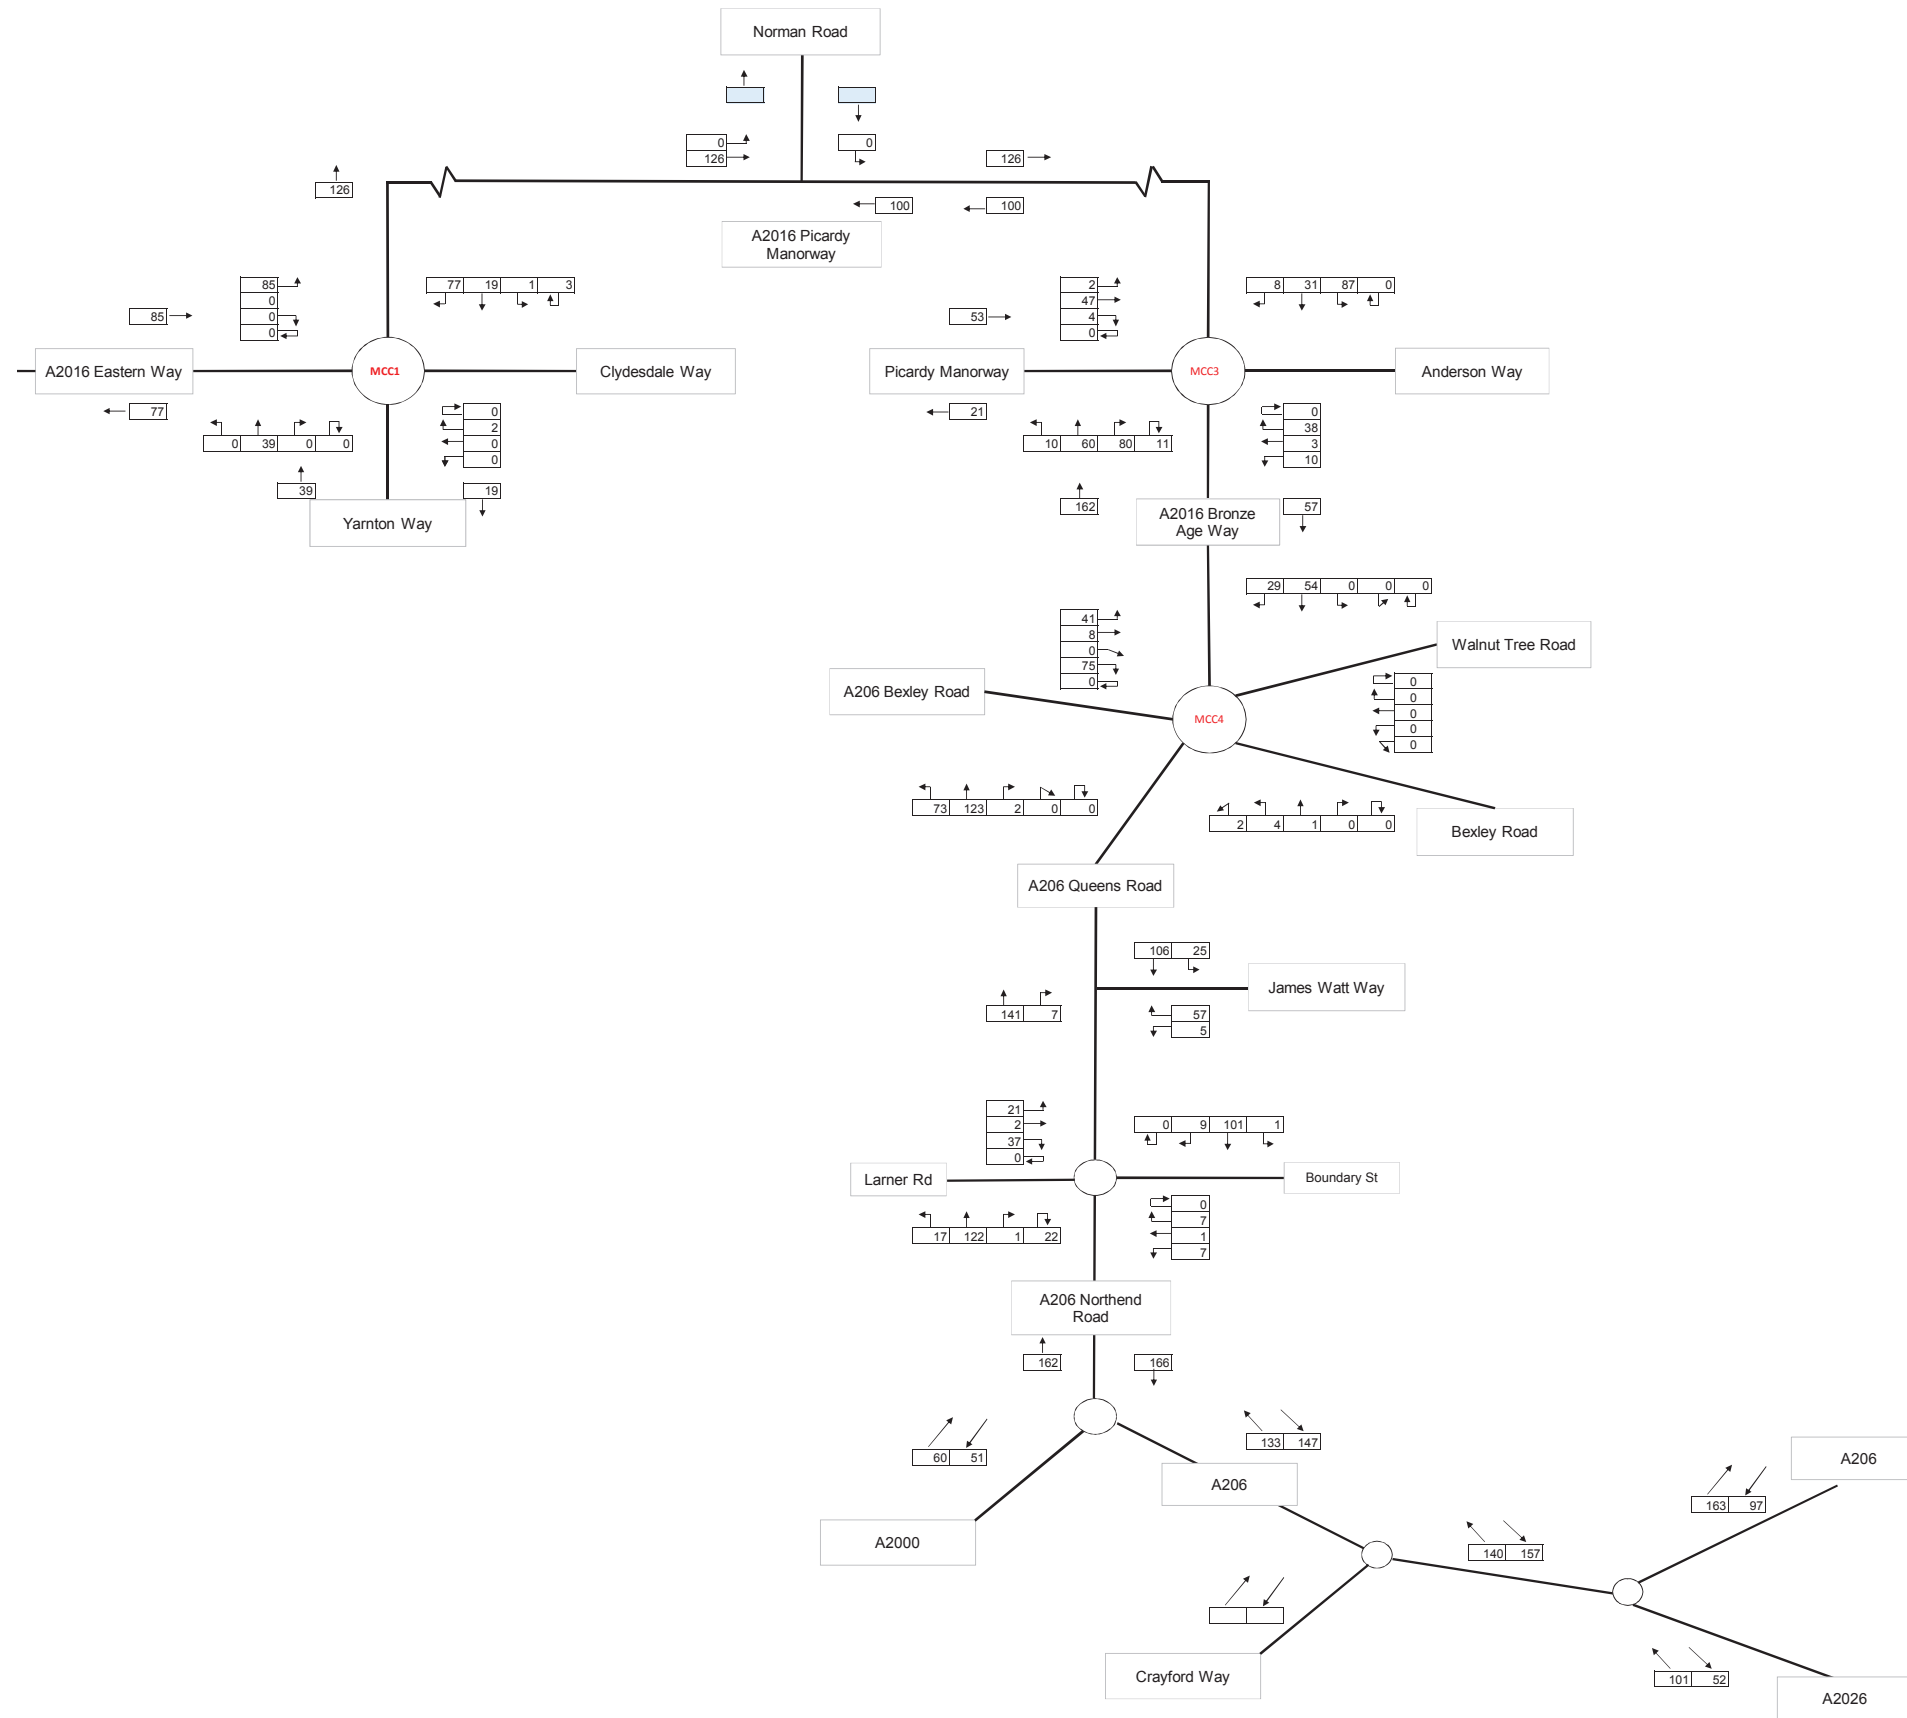 Norman Road
0
126
0
126
126
100
100
A2016 Picardy
Manorway
85
0
0
0
77 19 1 3
85
2
47
4
0
8 31 87 0
53
A2016 Eastern Way
MCC1
Clydesdale Way
Picardy Manorway
MCC3
Anderson Way
77
0 39 0 0
0
2
0
0
21
10 60 80 11
0
38
3
10
39
19
Yarnton Way
162
A2016 Bronze
Age Way
57
29 54 0 0 0
41
8
0
75
0
Walnut Tree Road
A206 Bexley Road
MCC4
0
0
0
0
0
73 123 2 0 0
2 4 1 0 0
Bexley Road
A206 Queens Road
106 25
James Watt Way
141 7
57
5
21
2
37
0
0 9 101 1
Larner Rd
Boundary St
17 122 1 22
0
7
1
7
A206 Northend
Road
162
166
60 51
133 147
A206
A206
163 97
A2000
140 157
Crayford Way
101 52
A2026